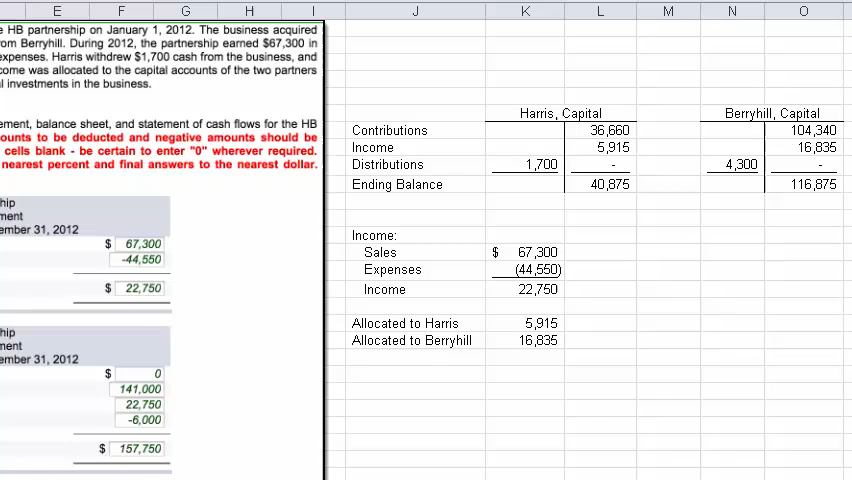 E F G H I J K L M N O
e HB partnership on January 1, 2012. The business acquired
rom Berryhill. During 2012, the partnership earned $67,300 in
expenses. Harris withdrew $1,700 cash from the business, and
come was allocated to the capital accounts of the two partners
l investments in the business.
ement, balance sheet, and statement of cash flows for the HB
ounts to be deducted and negative amounts should be
cells blank - be certain to enter "0" wherever required.
nearest percent and final answers to the nearest dollar.
hip
ment
ember 31, 2012
$ 67,300
-44,550
$ 22,750
hip
ment
ember 31, 2012
$ 0
141,000
22,750
-6,000
$ 157,750
Harris, Capital Berryhill, Capital
Contributions 36,660 104,340
Income 5,915 16,835
Distributions 1,700 - 4,300 -
Ending Balance 40,875 116,875
Income:
Sales $ 67,300
Expenses (44,550)
Income 22,750
Allocated to Harris 5,915
Allocated to Berryhill 16,835